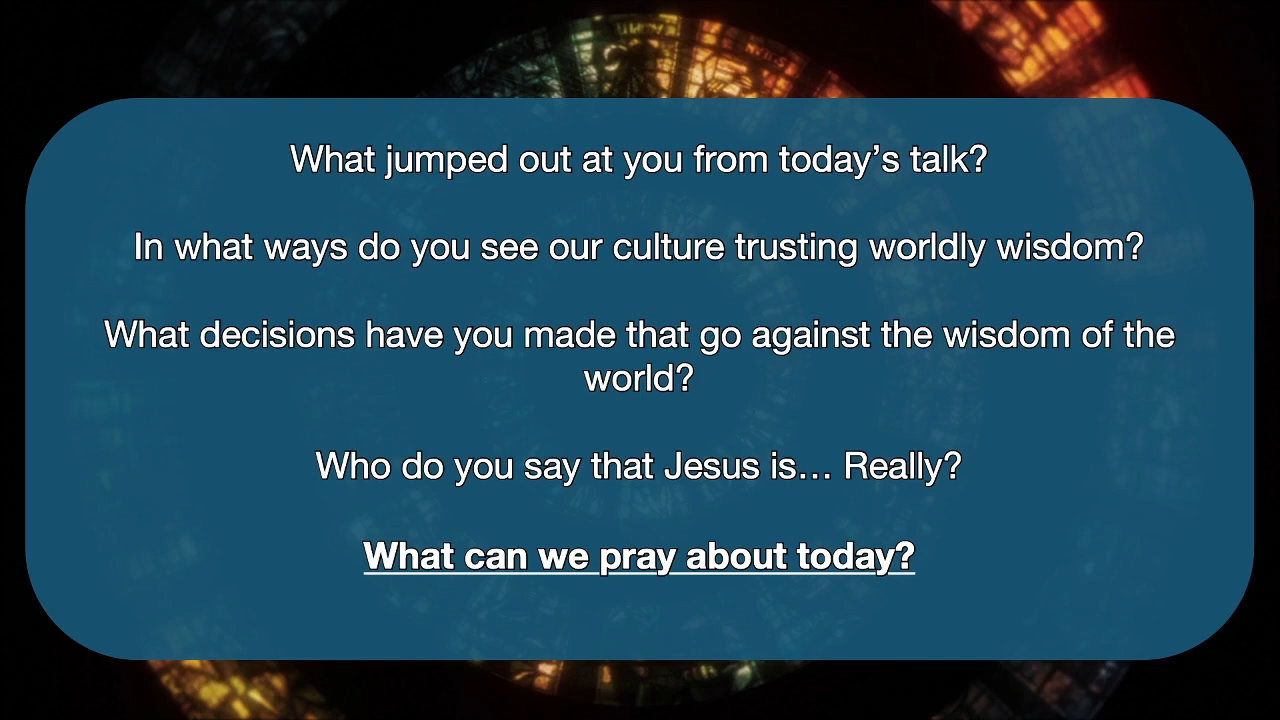 What jumped out at you from today’s talk?
In what ways do you see our culture trusting worldly wisdom?
What decisions have you made that go against the wisdom of the
world?
Who do you say that Jesus is… Really?
What can we pray about today?